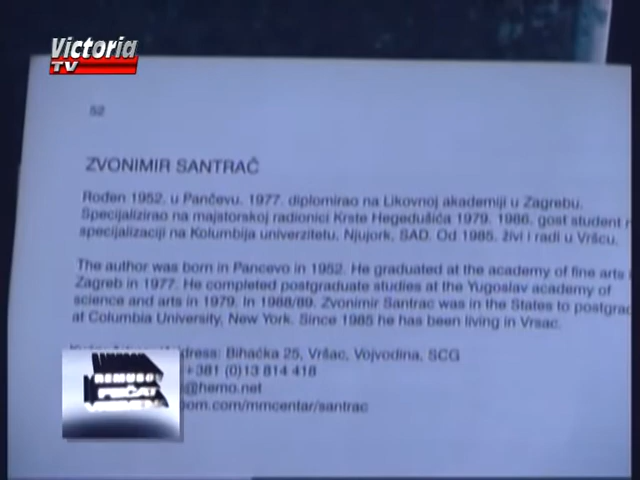 Victoria
TV
52
ZVONIMIR SANTRAČ
Rođen 1952. u Pančevu. 1977. diplomirao na Likovnoj akademiji u Zagrebu.
Specijalizirao na majstorskoj radionici Krste Hegedušića 1979. 1986. gost student
specijalizaciji na Kolumbija univerzitetu, Njujork, SAD. Od 1985. živi i radi u Vršcu.
The author was born in Pancevo in 1952. He graduated at the academy of fine arts
Zagreb in 1977. He completed postgraduate studies at the Yugoslav academy of
science and arts in 1979. In 1988/89. Zvonimir Santrac was in the States to postgrad
at Columbia University, New York. Since 1985 he has been living in Vrsac.
Bihaćka 25, Vršac, Vojvodina, SCG
+381 (0)13 814 418
@hemo.net
om.com/mmcentar/santrac
PEČAT